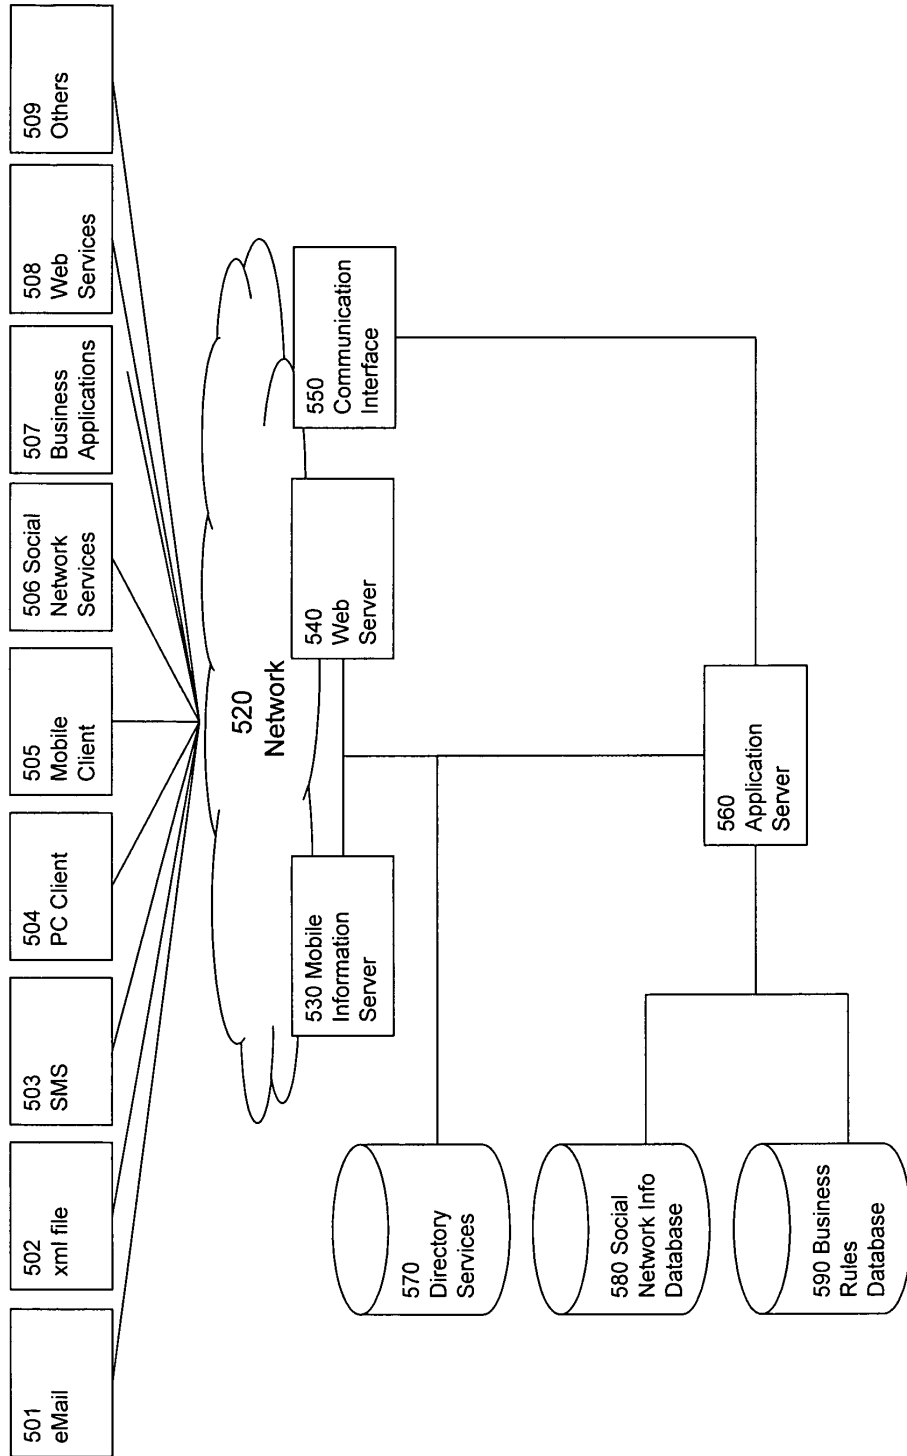 501
eMail
502
xml file
503
SMS
504
PC Client
505
Mobile
Client
506 Social
Network
Services
507
Business
Applications
508
Web
Services
509
Others
520
Network
530 Mobile
Information
Server
540
Web
Server
550
Communication
Interface
570
Directory
Services
560
Application
Server
580 Social
Network Info
Database
590 Business
Rules
Database